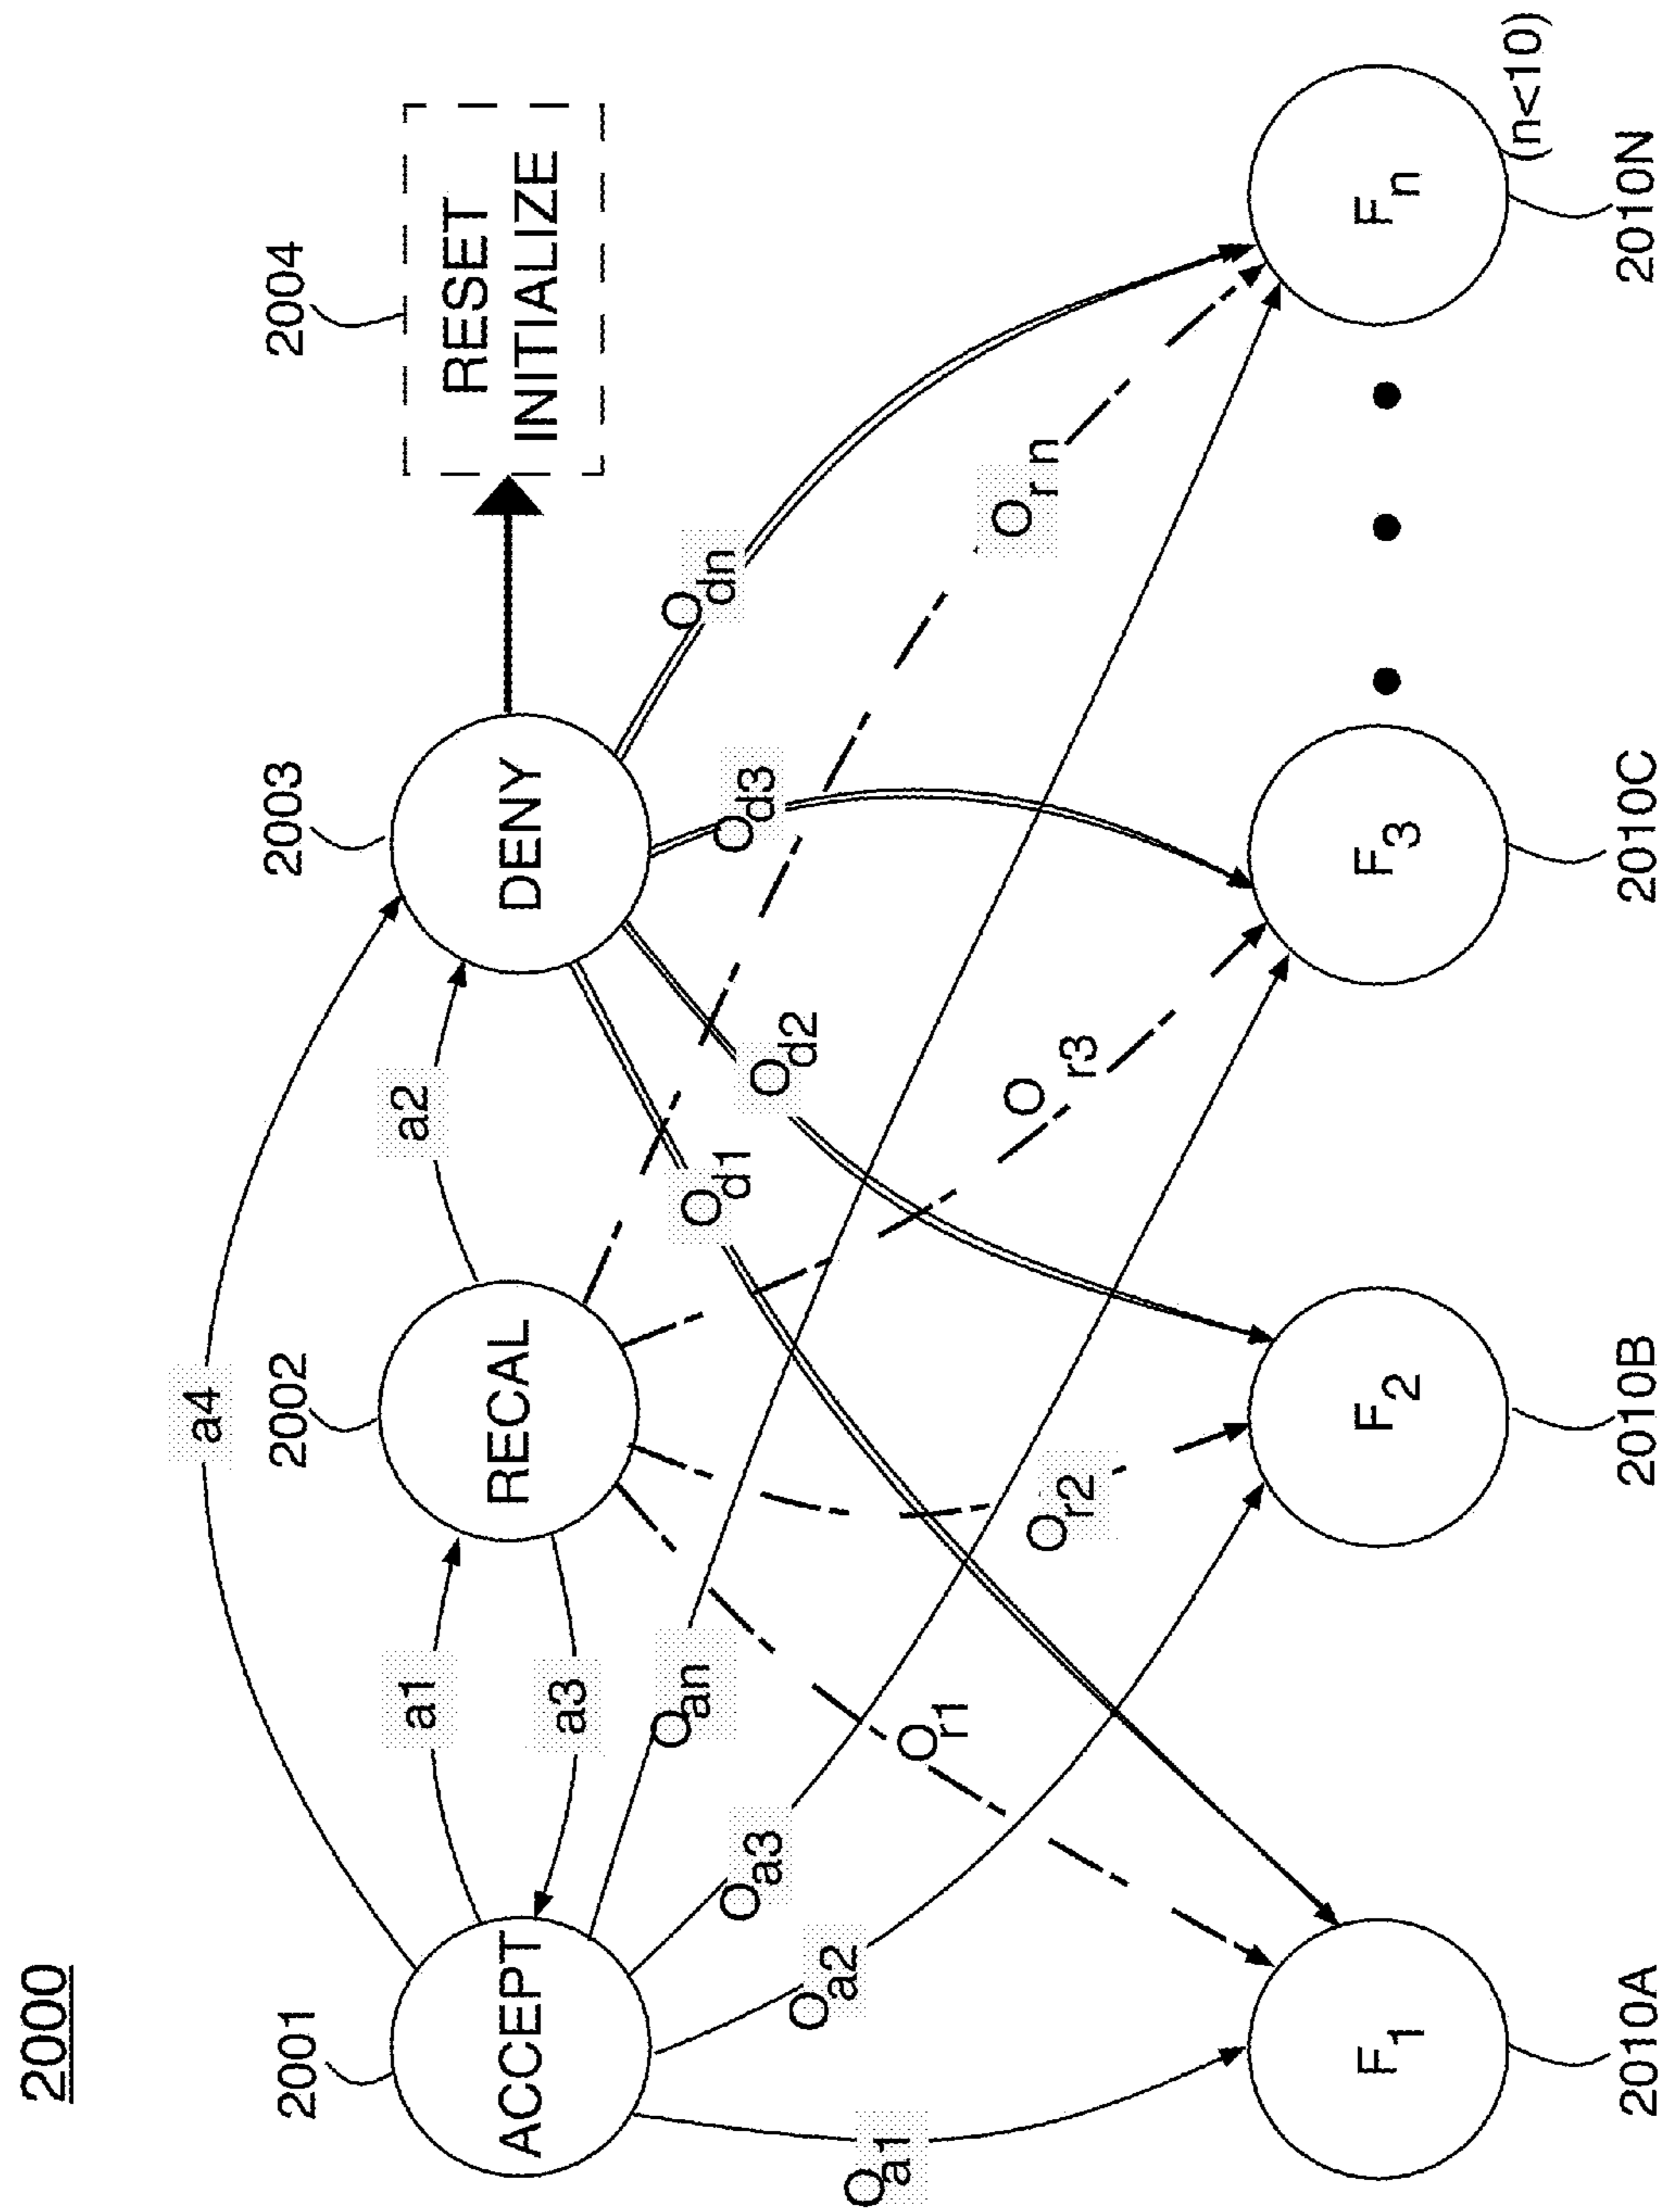 2000
a4
2001
2002
2003
2004
a1
a2
a3
ACCEPT
RECAL
DENY
RESET
INITIALIZE
Oan
Oa3
Oa2
Oa1
Od1
Od2
Od3
Odn
Or1
Or2
Or3
Orn
F1
F2
F3
Fn
(n<10)
2010A
2010B
2010C
2010N